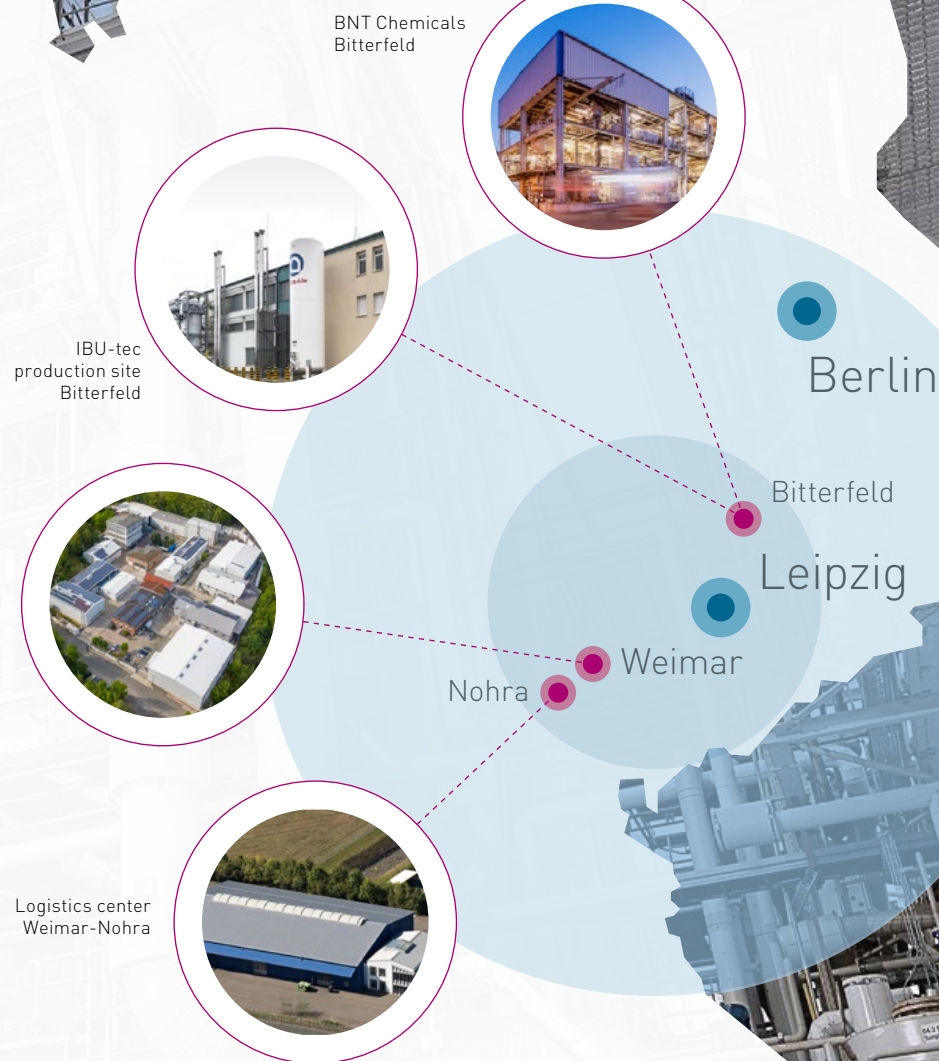 BNT Chemicals
Bitterfeld
IBU-tec
production site
Bitterfeld
Berlin
Bitterfeld
Leipzig
Weimar
Nohra
Logistics center
Weimar-Nohra